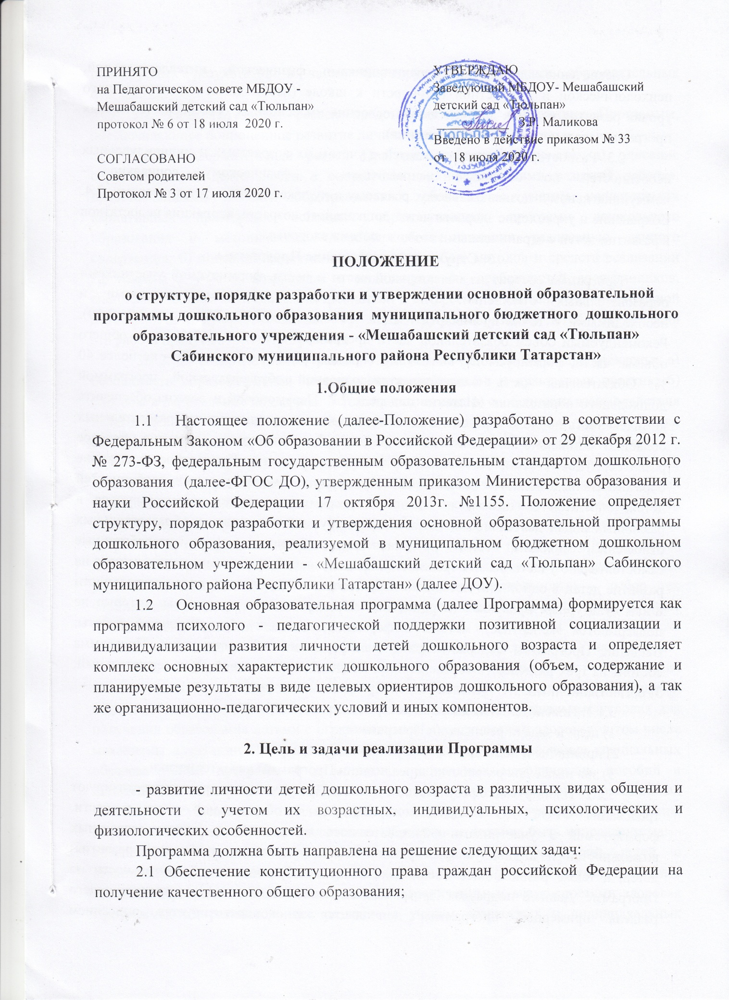 ПРИНЯТО
на Педагогическом совете МБДОУ -
Мешабашский детский сад «Тюльпан»
протокол № 6 от 18 июля 2020 г.
СОГЛАСОВАНО
Советом родителей
Протокол № 3 от 17 июля 2020 г.
УТВЕРЖДАЮ
Заведующий МБДОУ- Мешабашский
детский сад «Тюльпан»
___________ З.Р. Маликова
Введено в действие приказом № 33
от 18 июля 2020 г.
ТЮЛЬПАН
ПОЛОЖЕНИЕ
о структуре, порядке разработки и утверждении основной образовательной
программы дошкольного образования муниципального бюджетного дошкольного
образовательного учреждения - «Мешабашский детский сад «Тюльпан»
Сабинского муниципального района Республики Татарстан»
1.Общие положения
1.1 Настоящее положение (далее-Положение) разработано в соответствии с
Федеральным Законом «Об образовании в Российской Федерации» от 29 декабря 2012 г.
№ 273-ФЗ, федеральным государственным образовательным стандартом дошкольного
образования (далее-ФГОС ДО), утвержденным приказом Министерства образования и
науки Российской Федерации 17 октября 2013г. №1155. Положение определяет
структуру, порядок разработки и утверждения основной образовательной программы
дошкольного образования, реализуемой в муниципальном бюджетном дошкольном
образовательном учреждении - «Мешабашский детский сад «Тюльпан» Сабинского
муниципального района Республики Татарстан» (далее ДОУ).
1.2 Основная образовательная программа (далее Программа) формируется как
программа психолого - педагогической поддержки позитивной социализации и
индивидуализации развития личности детей дошкольного возраста и определяет
комплекс основных характеристик дошкольного образования (объем, содержание и
планируемые результаты в виде целевых ориентиров дошкольного образования), а так
же организационно-педагогических условий и иных компонентов.
2. Цель и задачи реализации Программы
- развитие личности детей дошкольного возраста в различных видах общения и
деятельности с учетом их возрастных, индивидуальных, психологических и
физиологических особенностей.
Программа должна быть направлена на решение следующих задач:
2.1 Обеспечение конституционного права граждан российской Федерации на
получение качественного общего образования;